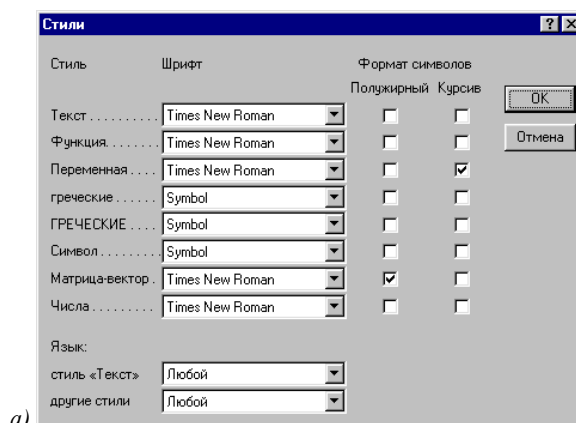 Стили
Стиль Шрифт Формат символов
Полужирный Курсив
OK
Текст . . . . . . . . . . Times New Roman
Функция. . . . . . . . Times New Roman
Отмена
Переменная . . . . Times New Roman
греческие . . . . . . Symbol
ГРЕЧЕСКИЕ . . . . Symbol
Символ . . . . . . . . Symbol
Матрица-вектор . Times New Roman
Числа . . . . . . . . . Times New Roman
Язык:
стиль «Текст» Любой
другие стили Любой
а)